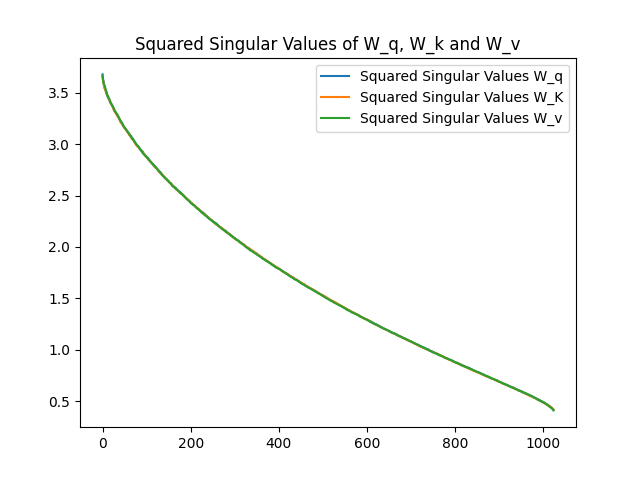 Squared Singular Values of W_q, W_k and W_v
Squared Singular Values W_q
Squared Singular Values W_K
Squared Singular Values W_v
3.5
3.0
2.5
2.0
1.5
1.0
0.5
0 200 400 600 800 1000